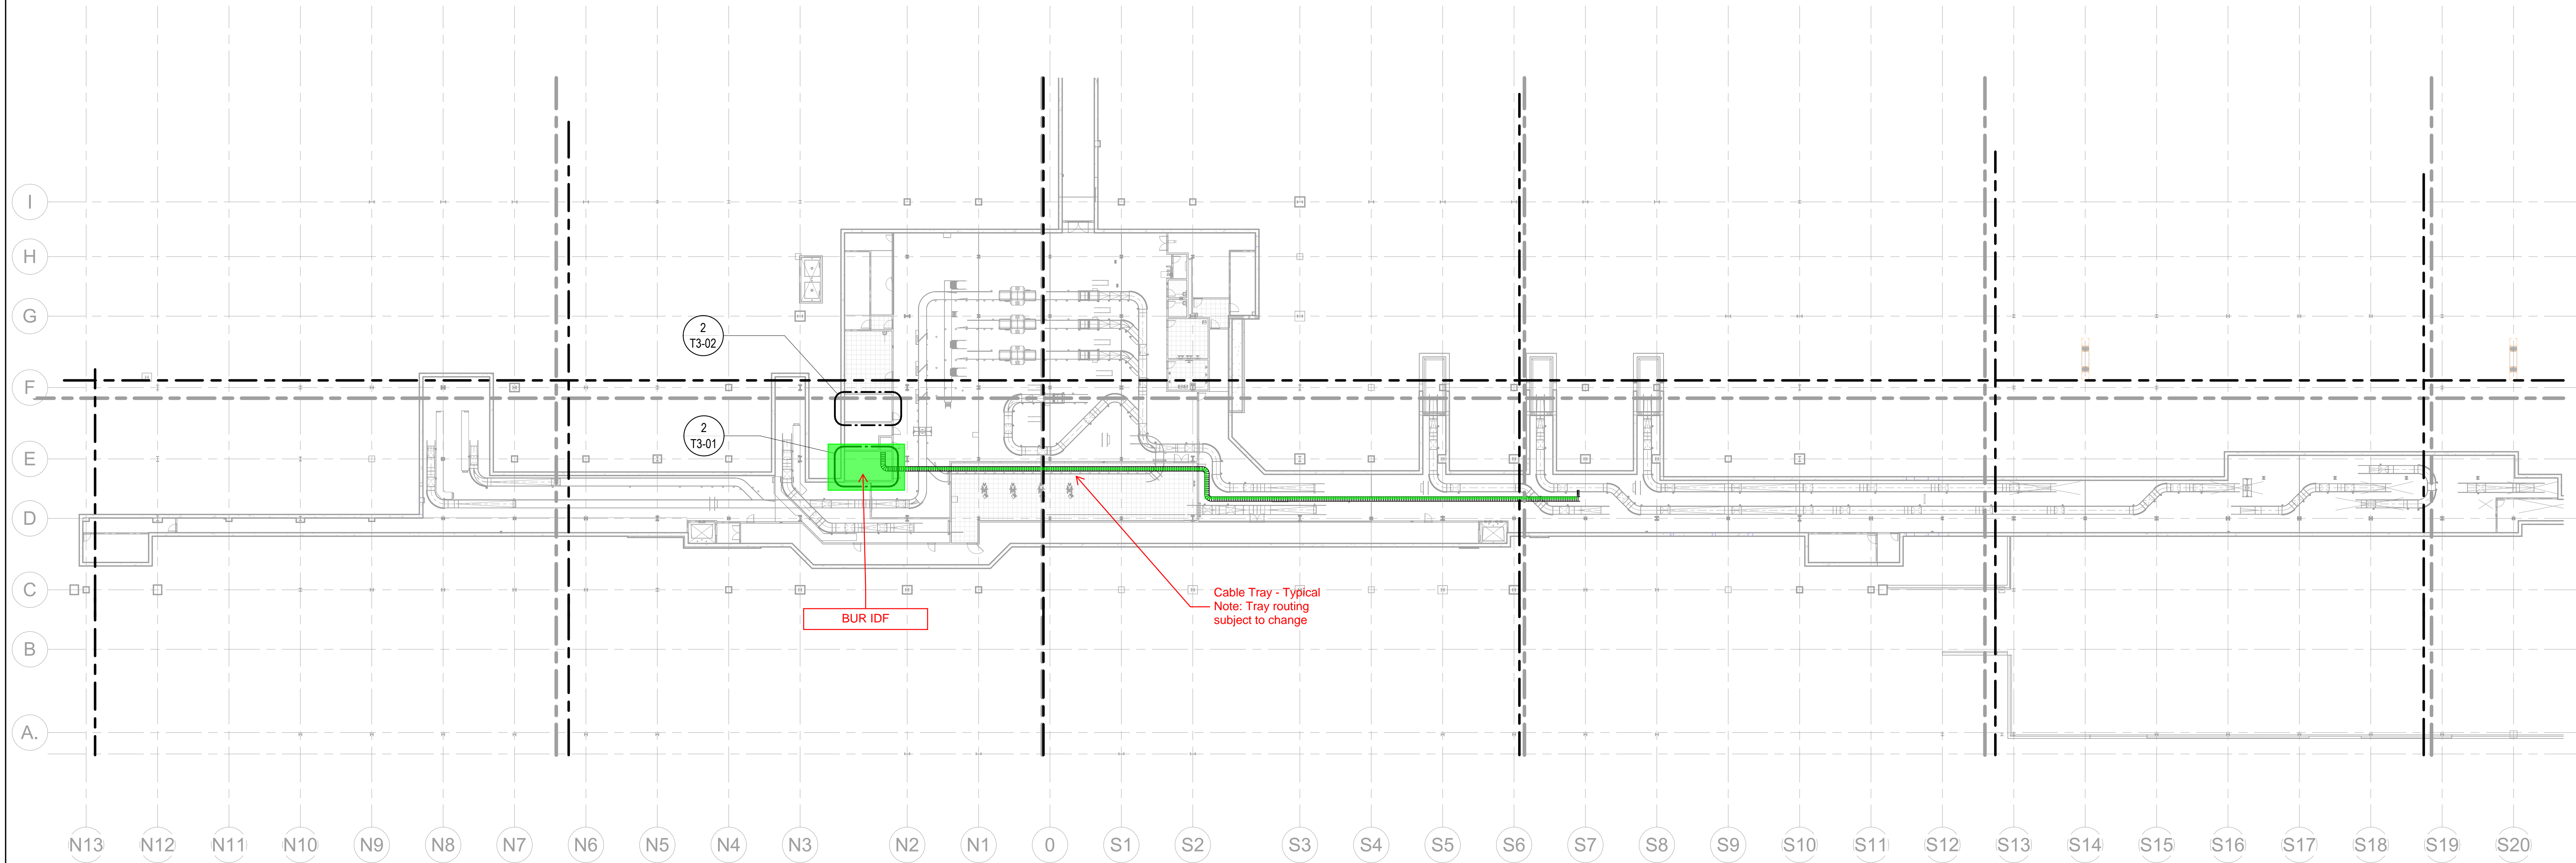 I
H
G
2
T3-02
F
2
T3-01
E
D
C
Cable Tray - Typical
Note: Tray routing
subject to change
BUR IDF
B
A.
N13
N12
N11
N10
N9
N8
N7
N6
N5
N4
N3
N2
N1
0
S1
S2
S3
S4
S5
S6
S7
S8
S9
S10
S11
S12
S13
S14
S15
S16
S17
S18
S19
S20